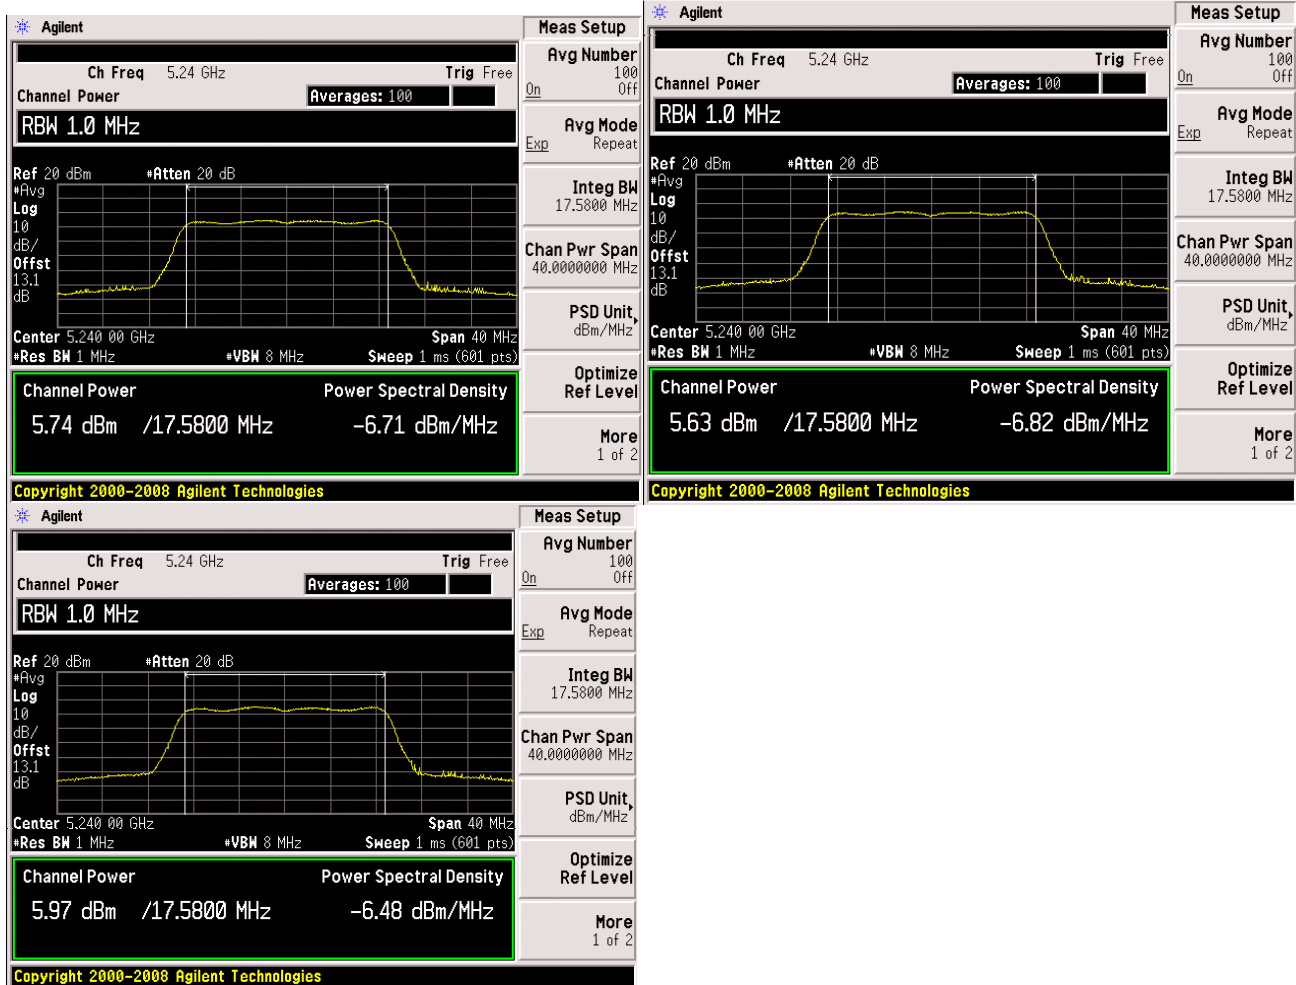 Agilent
Meas Setup
Ch Freq 5.24 GHz Trig Free
Channel Power Averages: 100
RBW 1.0 MHz
Ref 20 dBm #Atten 20 dB
#Avg
Log
10
dB/
Offst
13.1
dB
Center 5.240 00 GHz Span 40 MHz
#Res BW 1 MHz #VBW 8 MHz Sweep 1 ms (601 pts)
Channel Power Power Spectral Density
5.74 dBm /17.5800 MHz -6.71 dBm/MHz
Avg Number
100
On Off
Avg Mode
Exp Repeat
Integ BW
17.5800 MHz
Chan Pwr Span
40.0000000 MHz
PSD Unit
dBm/MHz
Optimize
Ref Level
More
1 of 2
Copyright 2000-2008 Agilent Technologies
Agilent
Meas Setup
Ch Freq 5.24 GHz Trig Free
Channel Power Averages: 100
RBW 1.0 MHz
Ref 20 dBm #Atten 20 dB
#Avg
Log
10
dB/
Offst
13.1
dB
Center 5.240 00 GHz Span 40 MHz
#Res BW 1 MHz #VBW 8 MHz Sweep 1 ms (601 pts)
Channel Power Power Spectral Density
5.63 dBm /17.5800 MHz -6.82 dBm/MHz
Avg Number
100
On Off
Avg Mode
Exp Repeat
Integ BW
17.5800 MHz
Chan Pwr Span
40.0000000 MHz
PSD Unit
dBm/MHz
Optimize
Ref Level
More
1 of 2
Copyright 2000-2008 Agilent Technologies
Agilent
Meas Setup
Ch Freq 5.24 GHz Trig Free
Channel Power Averages: 100
RBW 1.0 MHz
Ref 20 dBm #Atten 20 dB
#Avg
Log
10
dB/
Offst
13.1
dB
Center 5.240 00 GHz Span 40 MHz
#Res BW 1 MHz #VBW 8 MHz Sweep 1 ms (601 pts)
Channel Power Power Spectral Density
5.97 dBm /17.5800 MHz -6.48 dBm/MHz
Avg Number
100
On Off
Avg Mode
Exp Repeat
Integ BW
17.5800 MHz
Chan Pwr Span
40.0000000 MHz
PSD Unit
dBm/MHz
Optimize
Ref Level
More
1 of 2
Copyright 2000-2008 Agilent Technologies